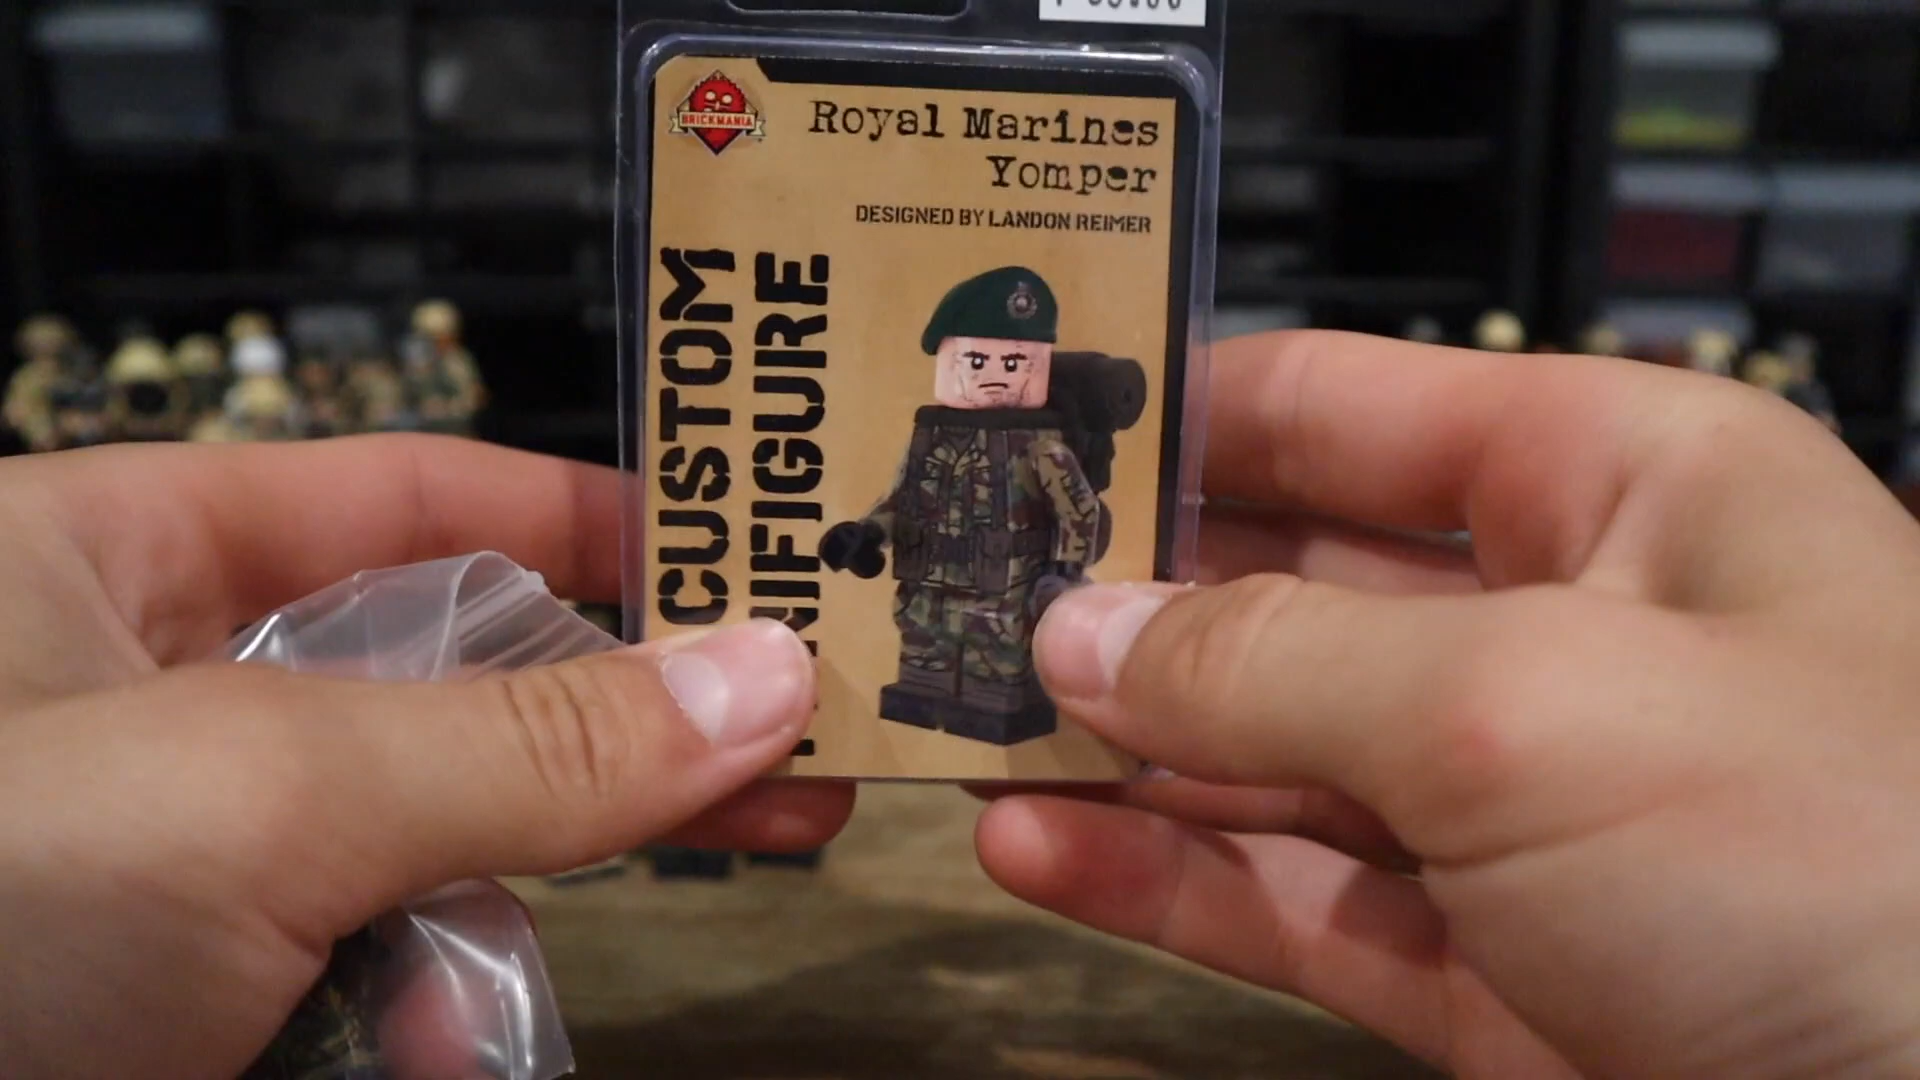 BRICKMANIA
Royal Marines
Yomper
DESIGNED BY LANDON REIMER
CUSTOM